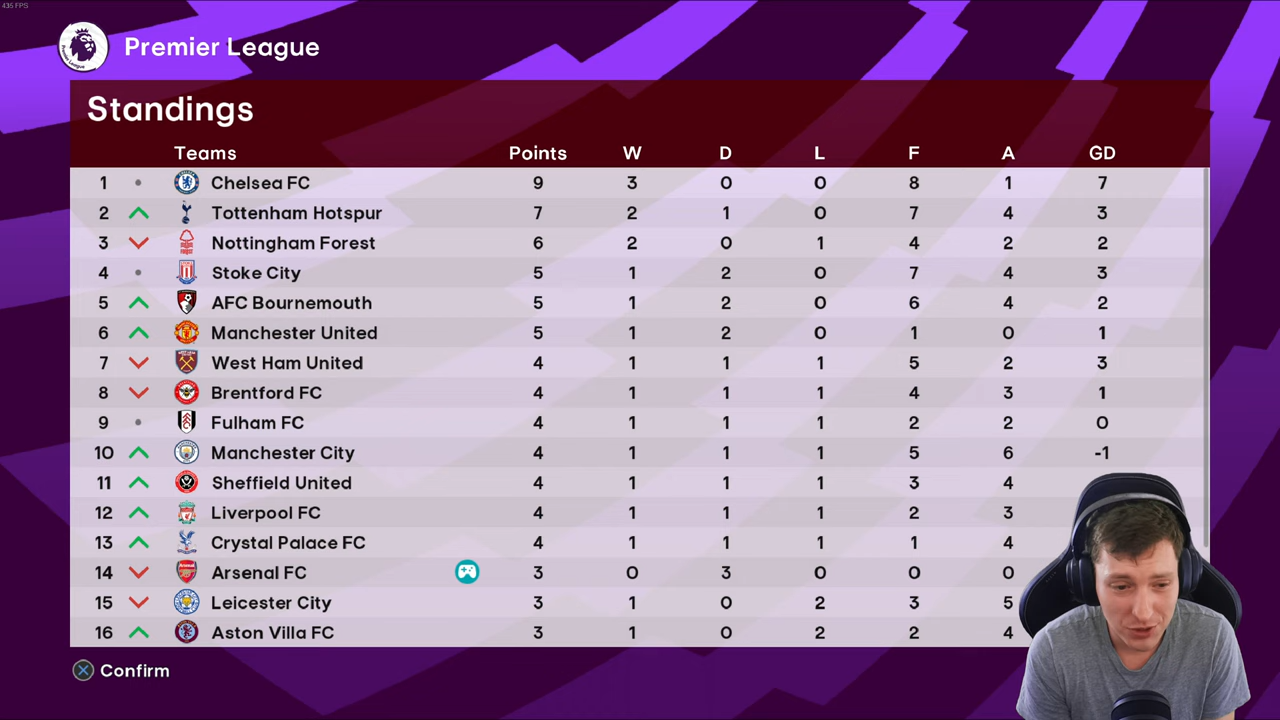 435 FPS
Premier League
Standings
Teams Points W D L F A GD
1 Chelsea FC 9 3 0 0 8 1 7
2 Tottenham Hotspur 7 2 1 0 7 4 3
3 Nottingham Forest 6 2 0 1 4 2 2
4 Stoke City 5 1 2 0 7 4 3
5 AFC Bournemouth 5 1 2 0 6 4 2
6 Manchester United 5 1 2 0 1 0 1
7 West Ham United 4 1 1 1 5 2 3
8 Brentford FC 4 1 1 1 4 3 1
9 Fulham FC 4 1 1 1 2 2 0
10 Manchester City 4 1 1 1 5 6 -1
11 Sheffield United 4 1 1 1 3 4
12 Liverpool FC 4 1 1 1 2 3
13 Crystal Palace FC 4 1 1 1 1 4
14 Arsenal FC 3 0 3 0 0 0
15 Leicester City 3 1 0 2 3 5
16 Aston Villa FC 3 1 0 2 2 4
Confirm